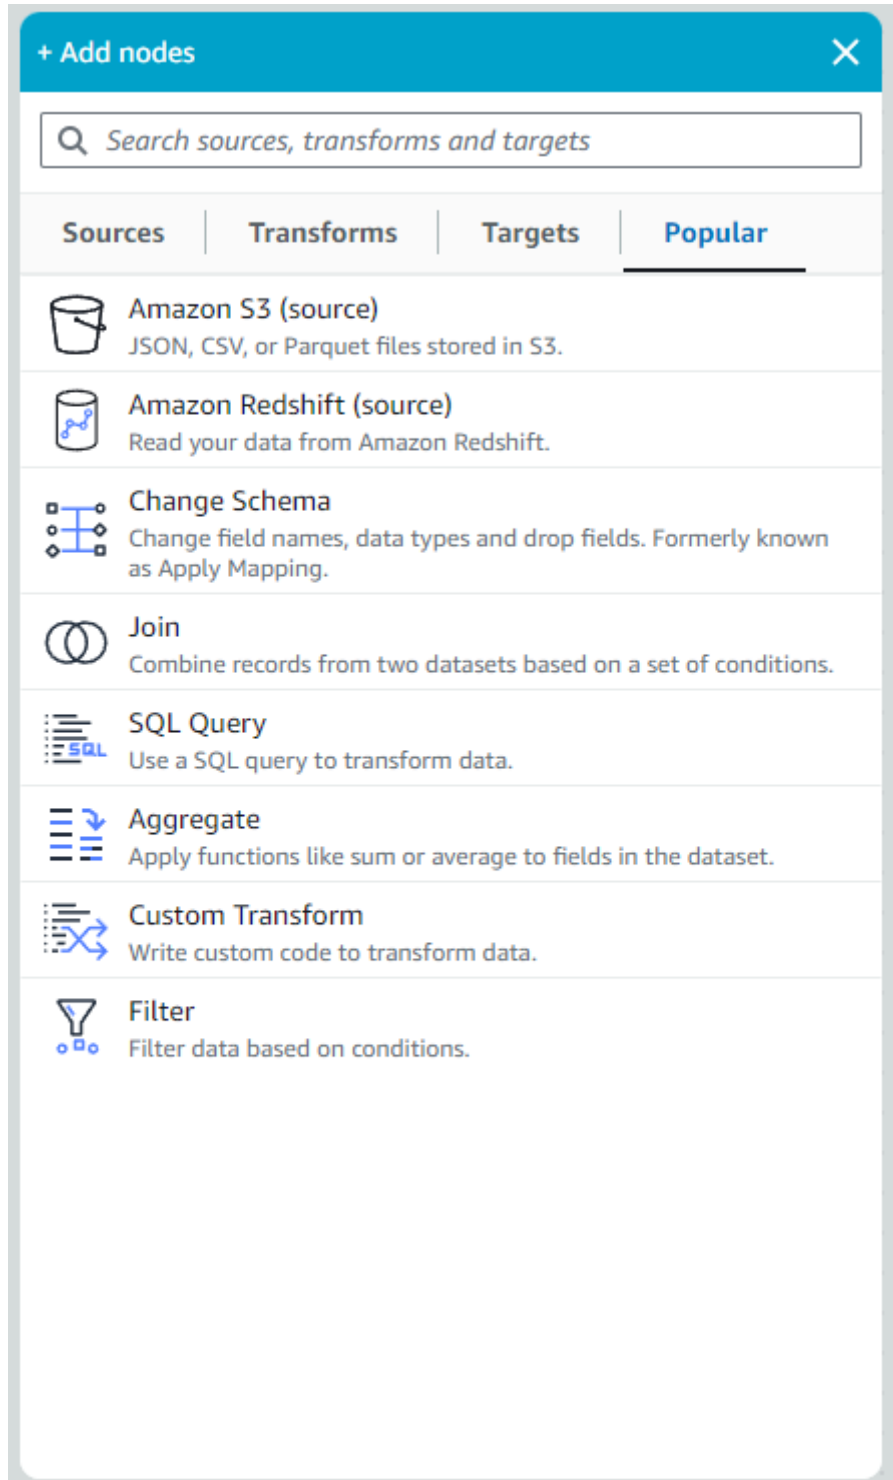 + Add nodes
Search sources, transforms and targets
Sources Transforms Targets Popular
Amazon S3 (source)
JSON, CSV, or Parquet files stored in S3.
Amazon Redshift (source)
Read your data from Amazon Redshift.
Change Schema
Change field names, data types and drop fields. Formerly known
as Apply Mapping.
Join
Combine records from two datasets based on a set of conditions.
SQL Query
SQL
Use a SQL query to transform data.
Aggregate
Apply functions like sum or average to fields in the dataset.
Custom Transform
Write custom code to transform data.
Filter
Filter data based on conditions.